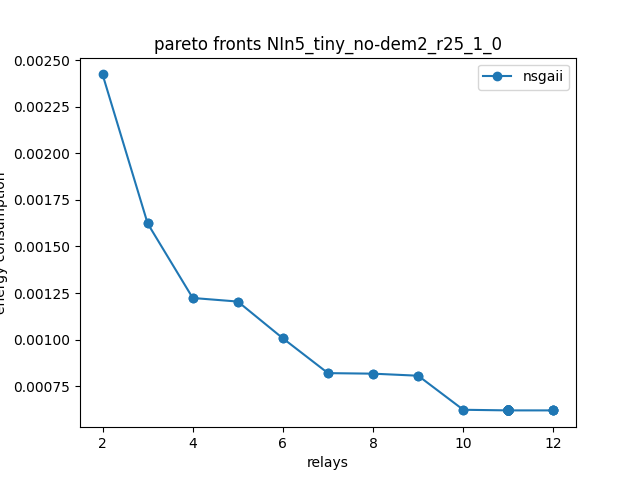 pareto fronts NIn5_tiny_no-dem2_r25_1_0
nsgaii
0.00250
0.00225
0.00200
0.00175
0.00150
0.00125
0.00100
0.00075
energy consumption
2 4 6 8 10 12
relays